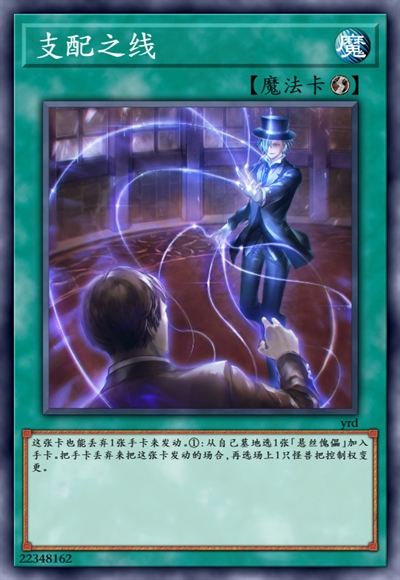 支配之线
魔
【魔法卡】
yrd
这张卡也能丢弃1张手卡来发动。①:从自己墓地选1张「悬丝傀儡」加入
手卡。把手卡丢弃来把这张卡发动的场合,再选场上1只怪兽把控制权变
更。
22348162